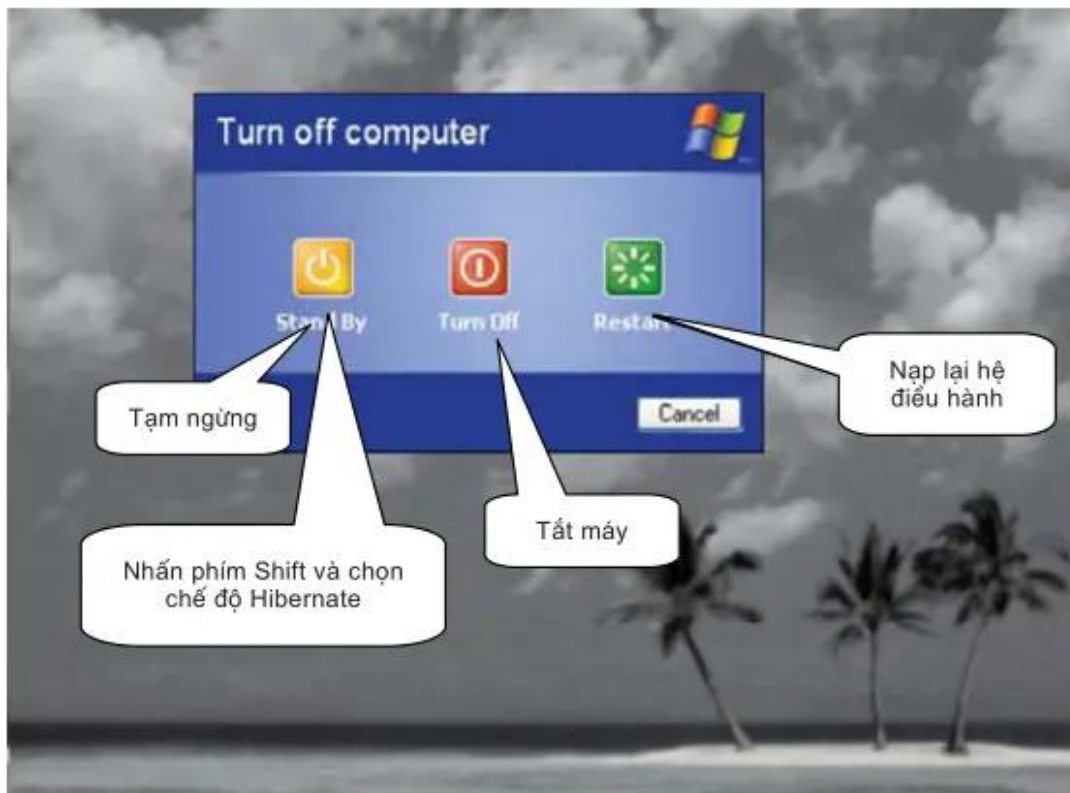 Turn off computer
Stand By
Turn Off
Restart
Cancel
Tạm ngừng
Nhấn phím Shift và chọn
chế độ Hibernate
Tắt máy
Nạp lại hệ
điều hành